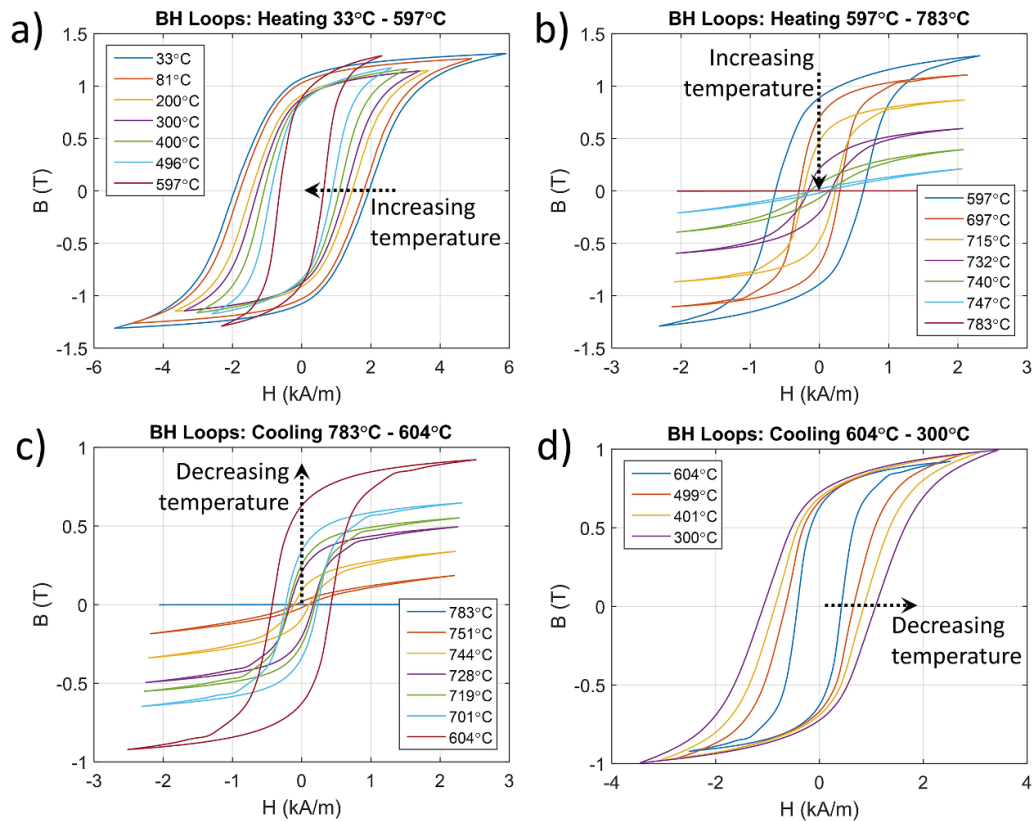 a)
BH Loops: Heating 33°C - 597°C
B (T)
1.5
1
0.5
0
-0.5
-1
-1.5
33°C
81°C
200°C
300°C
400°C
496°C
597°C
Increasing
temperature
-6 -4 -2 0 2 4 6
H (kA/m)
b)
BH Loops: Heating 597°C - 783°C
B (T)
1.5
1
0.5
0
-0.5
-1
-1.5
Increasing
temperature
597°C
697°C
715°C
732°C
740°C
747°C
783°C
-3 -2 -1 0 1 2 3
H (kA/m)
c)
BH Loops: Cooling 783°C - 604°C
B (T)
1
0.5
0
-0.5
-1
Decreasing
temperature
783°C
751°C
744°C
728°C
719°C
701°C
604°C
-3 -2 -1 0 1 2 3
H (kA/m)
d)
BH Loops: Cooling 604°C - 300°C
B (T)
1
0.5
0
-0.5
-1
604°C
499°C
401°C
300°C
Decreasing
temperature
-4 -2 0 2 4
H (kA/m)